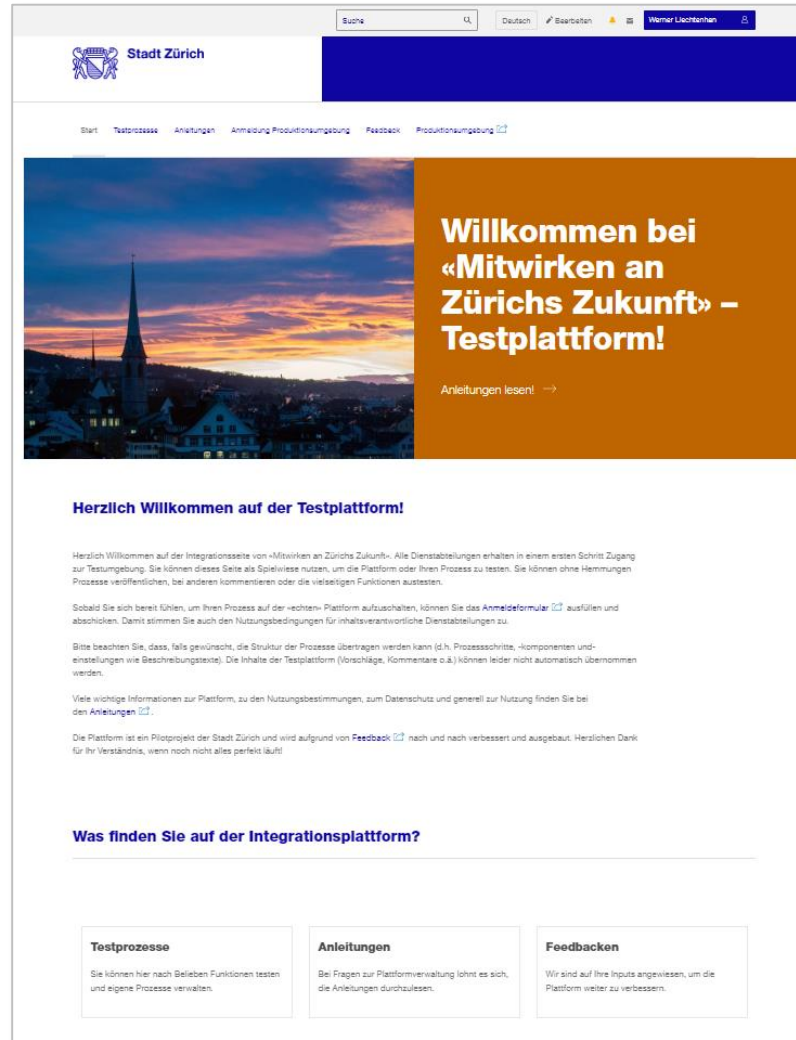 Suche
Deutsch
Bearbeiten
Werner Liechtenhan
Stadt Zürich
Start Testprozesse Anleitungen Anmeldung Produktionsumgebung Feedback Produktionsumgebung
Willkommen bei
«Mitwirken an
Zürichs Zukunft» –
Testplattform!
Anleitungen lesen! →
Herzlich Willkommen auf der Testplattform!
Herzlich Willkommen auf der Integrationsseite von «Mitwirken an Zürichs Zukunft». Alle Dienstabteilungen erhalten in einem ersten Schritt Zugang
zur Testumgebung. Sie können dieses Seite als Spielwiese nutzen, um die Plattform oder Ihren Prozess zu testen. Sie können ohne Hemmungen
Prozesse veröffentlichen, bei anderen kommentieren oder die vielseitigen Funktionen austesten.
Sobald Sie sich bereit fühlen, um Ihren Prozess auf der «echten» Plattform aufzuschalten, können Sie das Anmeldeformular ausfüllen und
abschicken. Damit stimmen Sie auch den Nutzungsbedingungen für inhaltsverantwortliche Dienstabteilungen zu.
Bitte beachten Sie, dass, falls gewünscht, die Struktur der Prozesse übertragen werden kann (d.h. Prozessschritte, -komponenten und-
einstellungen wie Beschreibungstexte). Die Inhalte der Testplattform (Vorschläge, Kommentare o.ä.) können leider nicht automatisch übernommen
werden.
Viele wichtige Informationen zur Plattform, zu den Nutzungsbestimmungen, zum Datenschutz und generell zur Nutzung finden Sie bei
den Anleitungen .
Die Plattform ist ein Pilotprojekt der Stadt Zürich und wird aufgrund von Feedback nach und nach verbessert und ausgebaut. Herzlichen Dank
für Ihr Verständnis, wenn noch nicht alles perfekt läuft!
Was finden Sie auf der Integrationsplattform?
Testprozesse
Sie können hier nach Belieben Funktionen testen
und eigene Prozesse verwalten.
Anleitungen
Bei Fragen zur Plattformverwaltung lohnt es sich,
die Anleitungen durchzulesen.
Feedbacken
Wir sind auf Ihre Inputs angewiesen, um die
Plattform weiter zu verbessern.